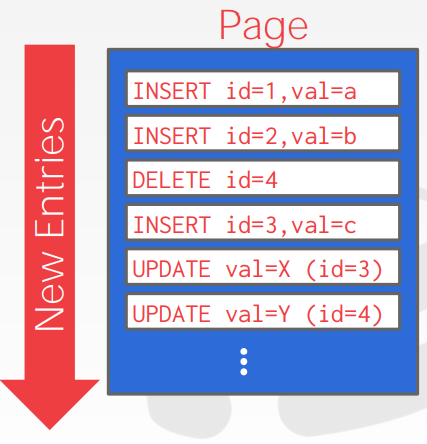 Page
New Entries
INSERT id=1,val=a
INSERT id=2,val=b
DELETE id=4
INSERT id=3,val=c
UPDATE val=X (id=3)
UPDATE val=Y (id=4)
⋮